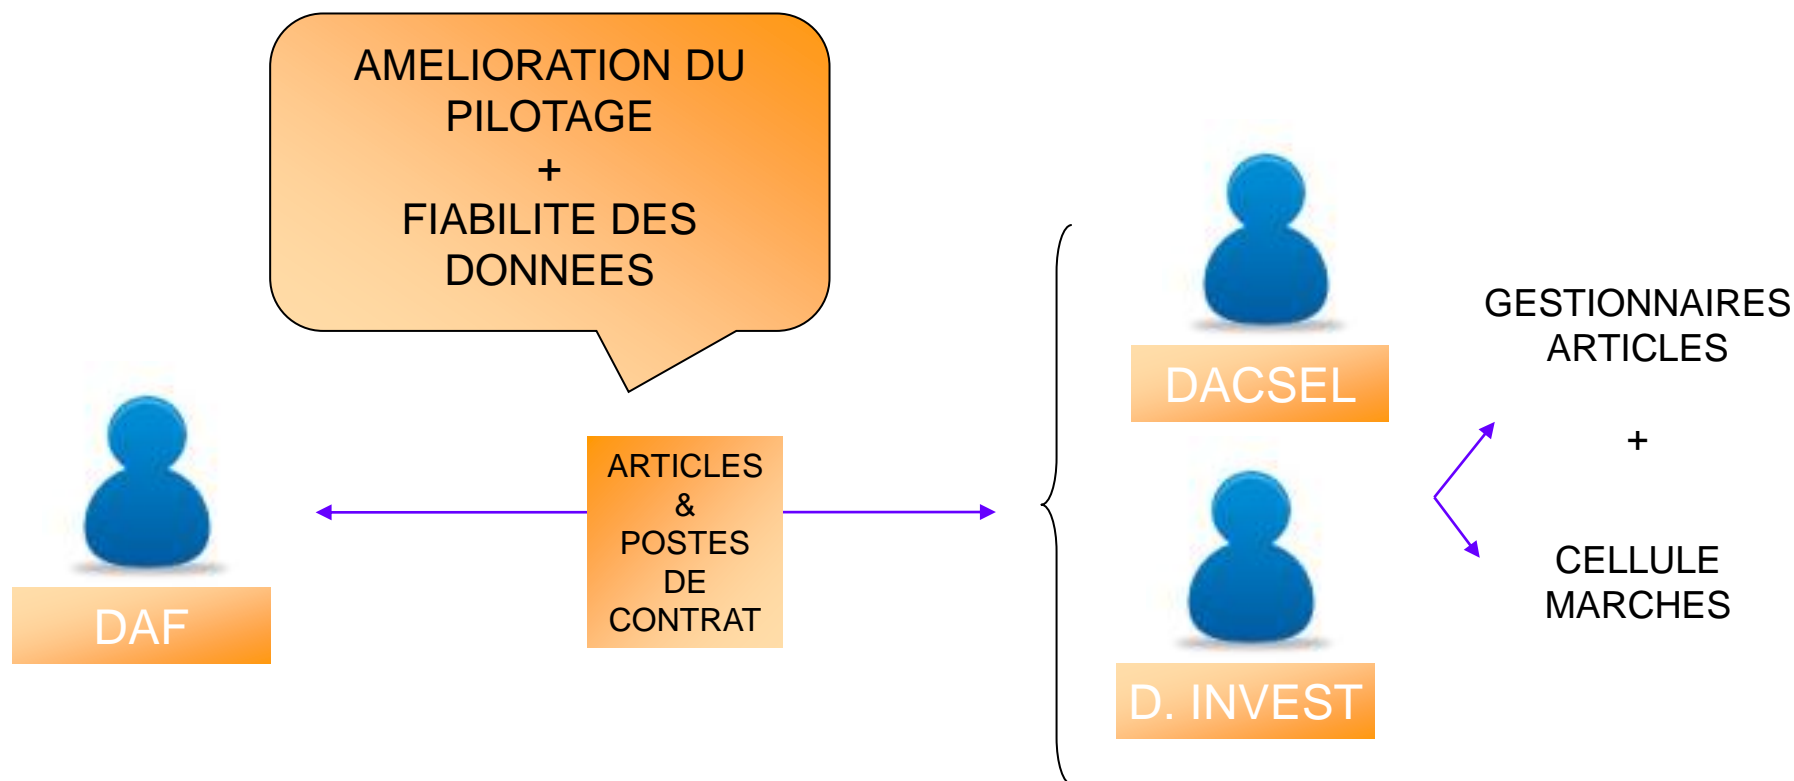 AMELIORATION DU
PILOTAGE
+
FIABILITE DES
DONNEES
DAF
ARTICLES
&
POSTES
DE
CONTRAT
DACSEL
D. INVEST
GESTIONNAIRES
ARTICLES
+
CELLULE
MARCHES